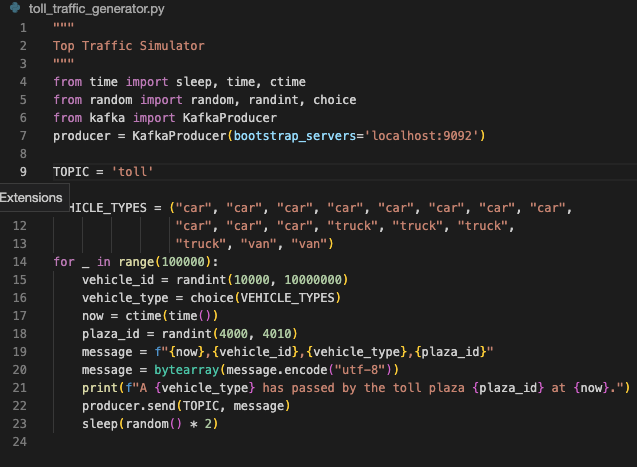 toll_traffic_generator.py
1 """
2 Top Traffic Simulator
3 """
4 from time import sleep, time, ctime
5 from random import random, randint, choice
6 from kafka import KafkaProducer
7 producer = KafkaProducer(bootstrap_servers='localhost:9092')
8
9 TOPIC = 'toll'
Extensions
HICLE_TYPES = ("car", "car", "car", "car", "car", "car", "car", "car",
12 "car", "car", "car", "truck", "truck", "truck",
13 "truck", "van", "van")
14 for _ in range(100000):
15 vehicle_id = randint(10000, 10000000)
16 vehicle_type = choice(VEHICLE_TYPES)
17 now = ctime(time())
18 plaza_id = randint(4000, 4010)
19 message = f"{now},{vehicle_id},{vehicle_type},{plaza_id}"
20 message = bytearray(message.encode("utf-8"))
21 print(f"A {vehicle_type} has passed by the toll plaza {plaza_id} at {now}.")
22 producer.send(TOPIC, message)
23 sleep(random() * 2)
24